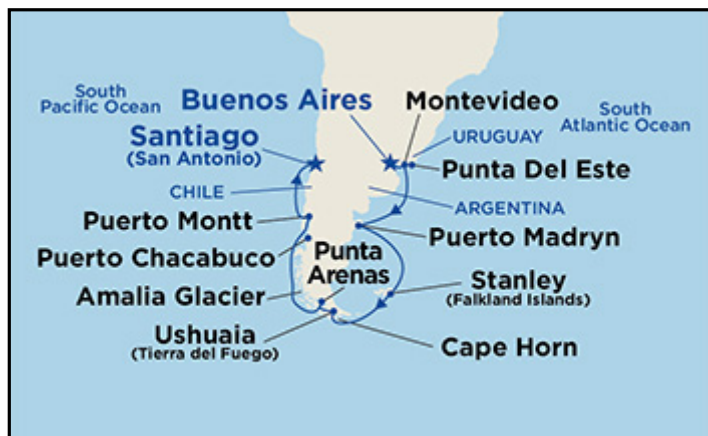 South
Pacific Ocean
Buenos Aires
Montevideo
South
Atlantic Ocean
Santiago
(San Antonio)
URUGUAY
Punta Del Este
CHILE
ARGENTINA
Puerto Montt
Puerto Madryn
Puerto Chacabuco
Punta
Arenas
Amalia Glacier
Stanley
(Falkland Islands)
Ushuaia
(Tierra del Fuego)
Cape Horn